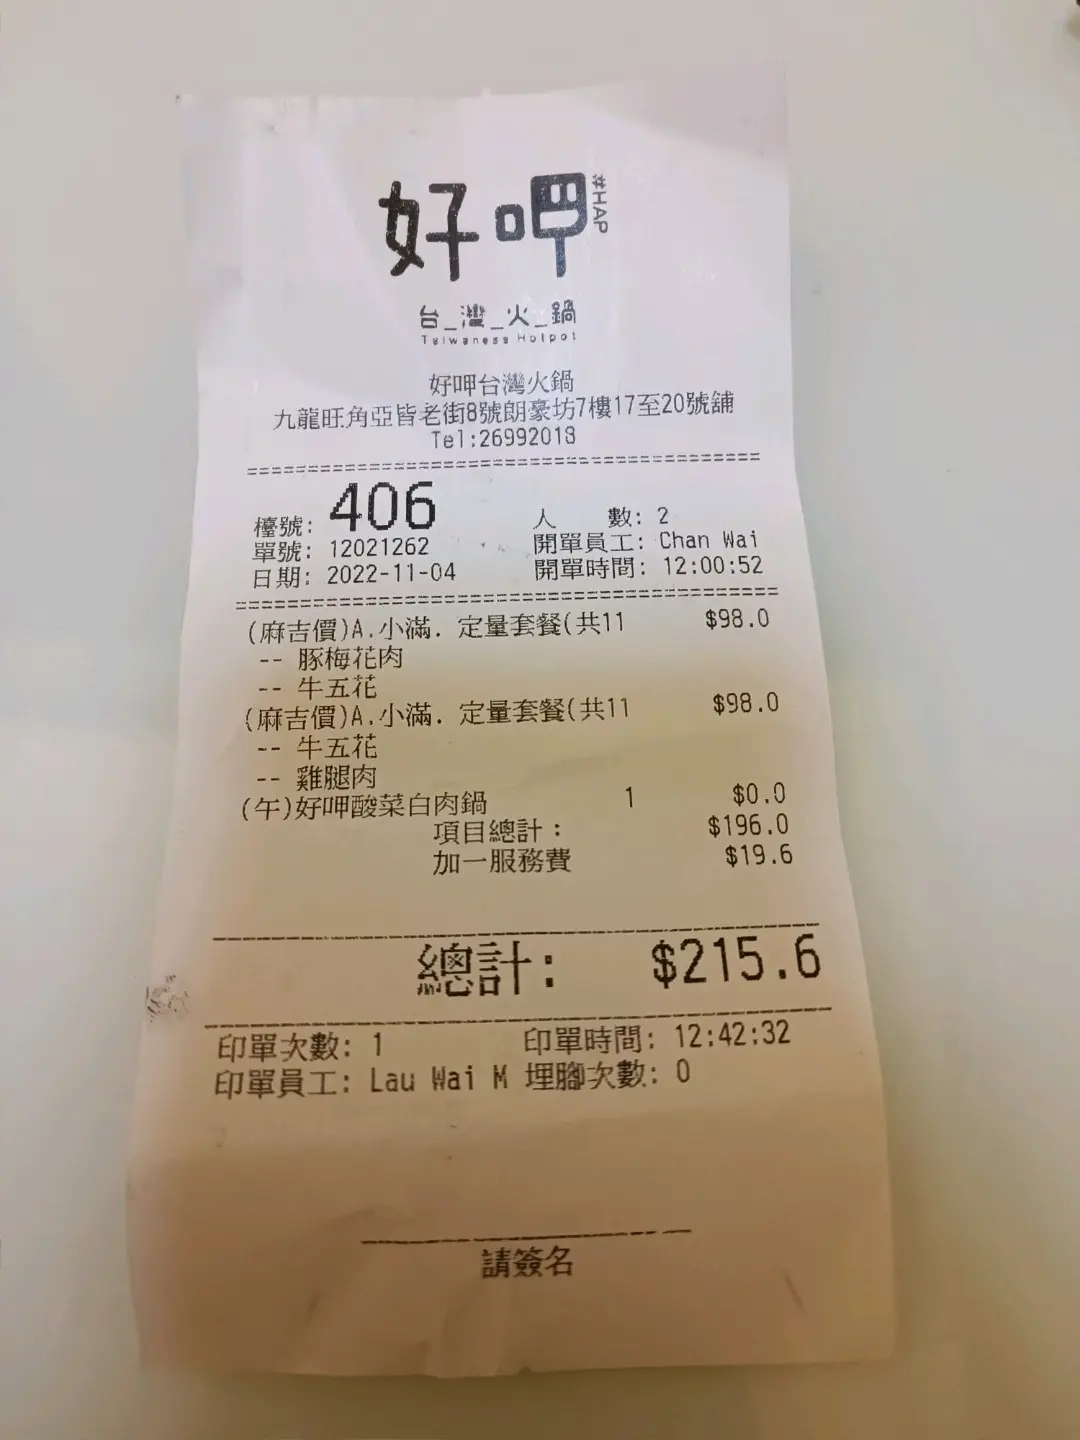 好呷 #HAP
台_灣_火_鍋
Taiwanese Hotpot
好呷台灣火鍋
九龍旺角亞皆老街8號朗豪坊7樓17至20號舖
Tel:26992018
檯號: 406 人 數: 2
單號: 12021262 開單員工: Chan Wai
日期: 2022-11-04 開單時間: 12:00:52
(麻吉價)A.小滿. 定量套餐(共11 $98.0
-- 豚梅花肉
-- 牛五花
(麻吉價)A.小滿. 定量套餐(共11 $98.0
-- 牛五花
-- 雞腿肉
(午)好呷酸菜白肉鍋 1 $0.0
項目總計: $196.0
加一服務費 $19.6
總計: $215.6
印單次數: 1 印單時間: 12:42:32
印單員工: Lau Wai M 埋腳次數: 0
請簽名